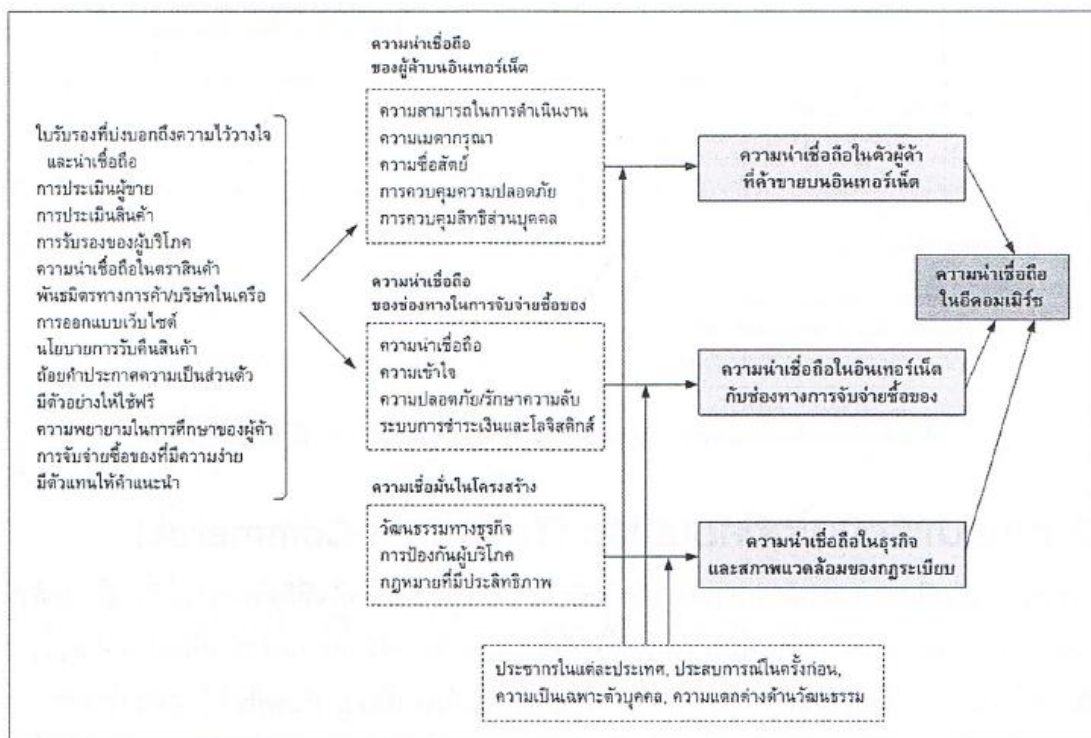 ใบรับรองที่บ่งบอกถึงความไว้วางใจ
และน่าเชื่อถือ
การประเมินผู้ขาย
การประเมินสินค้า
การรับรองของผู้บริโภค
ความน่าเชื่อถือในตราสินค้า
พันธมิตรทางการค้า/บริษัทในเครือ
การออกแบบเว็บไซต์
นโยบายการรับคืนสินค้า
ถ้อยคำประกาศความเป็นส่วนตัว
มีตัวอย่างให้ใช้ฟรี
ความพยายามในการศึกษาของผู้ค้า
การจับจ่ายซื้อของที่มีความง่าย
มีตัวแทนให้คำแนะนำ
ความน่าเชื่อถือ
ของผู้ค้าบนอินเทอร์เน็ต
ความสามารถในการดำเนินงาน
ความเมตากรุณา
ความซื่อสัตย์
การควบคุมความปลอดภัย
การควบคุมสิทธิส่วนบุคคล
ความน่าเชื่อถือ
ของช่องทางในการจับจ่ายซื้อของ
ความน่าเชื่อถือ
ความเข้าใจ
ความปลอดภัย/รักษาความลับ
ระบบการชำระเงินและโลจิสติกส์
ความเชื่อมั่นในโครงสร้าง
วัฒนธรรมทางธุรกิจ
การป้องกันผู้บริโภค
กฎหมายที่มีประสิทธิภาพ
ความน่าเชื่อถือในตัวผู้ค้า
ที่ค้าขายบนอินเทอร์เน็ต
ความน่าเชื่อถือในอินเทอร์เน็ต
กับช่องทางการจับจ่ายซื้อของ
ความน่าเชื่อถือในธุรกิจ
และสภาพแวดล้อมของกฎระเบียบ
ความน่าเชื่อถือ
ในอีคอมเมิร์ซ
ประชากรในแต่ละประเทศ, ประสบการณ์ในครั้งก่อน,
ความเป็นเฉพาะตัวบุคคล, ความแตกต่างด้านวัฒนธรรม